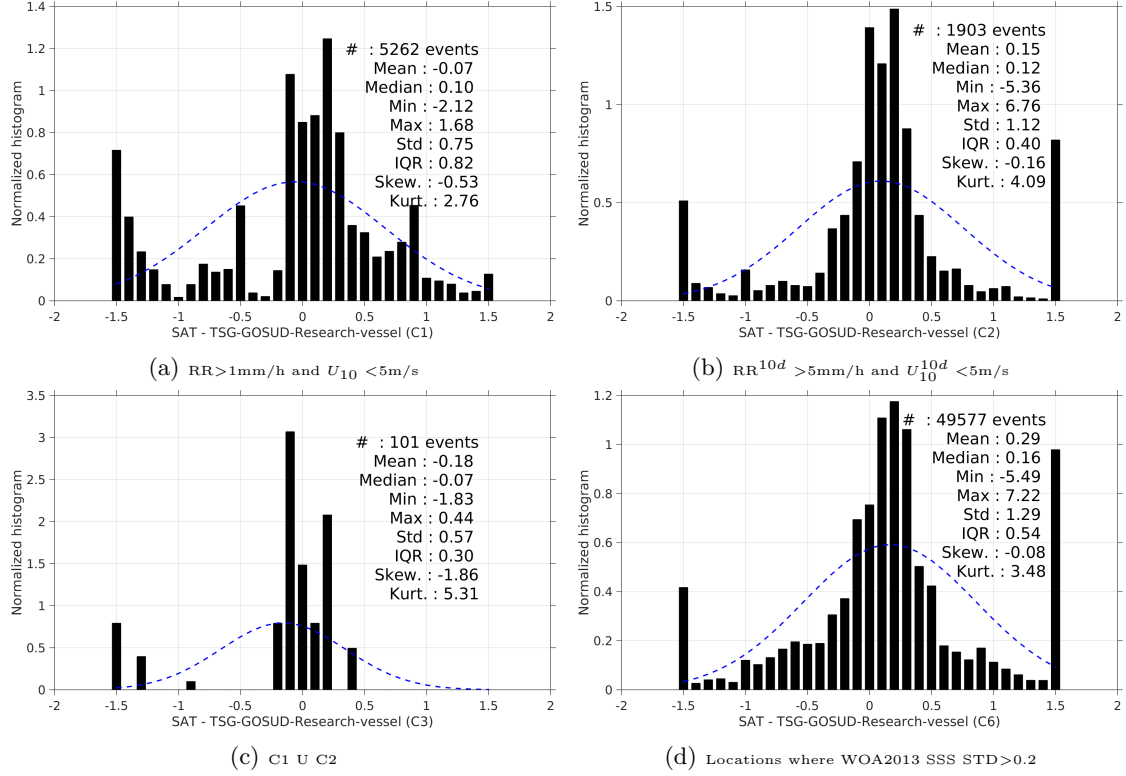 1.4
1.2
1
0.8
0.6
0.4
0.2
0
Normalized histogram
# : 5262 events
Mean : -0.07
Median : 0.10
Min : -2.12
Max : 1.68
Std : 0.75
IQR : 0.82
Skew. : -0.53
Kurt. : 2.76
-2 -1.5 -1 -0.5 0 0.5 1 1.5 2
SAT - TSG-GOSUD-Research-vessel (C1)
(a) RR>1mm/h and U10 <5m/s
1.5
1
0.5
0
Normalized histogram
# : 1903 events
Mean : 0.15
Median : 0.12
Min : -5.36
Max : 6.76
Std : 1.12
IQR : 0.40
Skew. : -0.16
Kurt. : 4.09
-2 -1.5 -1 -0.5 0 0.5 1 1.5 2
SAT - TSG-GOSUD-Research-vessel (C2)
(b) RR10d >5mm/h and U10d10 <5m/s
3.5
3
2.5
2
1.5
1
0.5
0
Normalized histogram
# : 101 events
Mean : -0.18
Median : -0.07
Min : -1.83
Max : 0.44
Std : 0.57
IQR : 0.30
Skew. : -1.86
Kurt. : 5.31
-2 -1.5 -1 -0.5 0 0.5 1 1.5 2
SAT - TSG-GOSUD-Research-vessel (C3)
(c) C1 U C2
1.2
1
0.8
0.6
0.4
0.2
0
Normalized histogram
# : 49577 events
Mean : 0.29
Median : 0.16
Min : -5.49
Max : 7.22
Std : 1.29
IQR : 0.54
Skew. : -0.08
Kurt. : 3.48
-2 -1.5 -1 -0.5 0 0.5 1 1.5 2
SAT - TSG-GOSUD-Research-vessel (C6)
(d) Locations where WOA2013 SSS STD>0.2